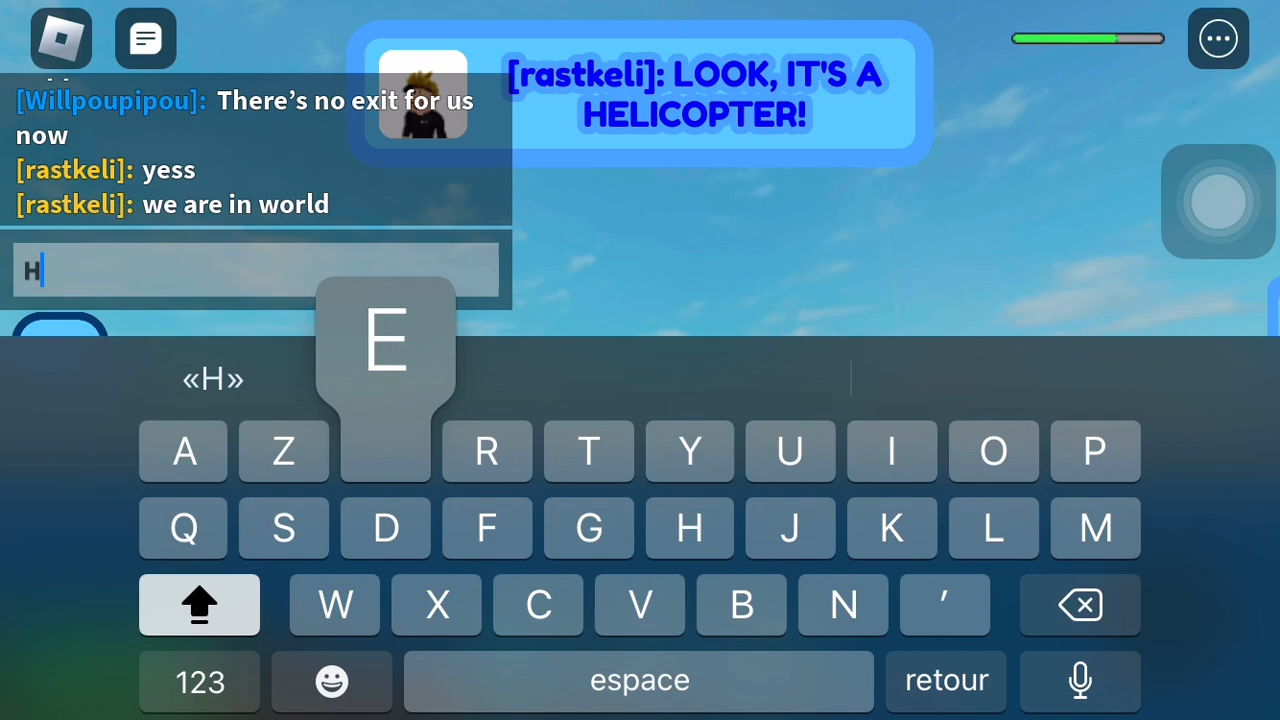 [rastkeli]: LOOK, IT'S A
HELICOPTER!
[Willpoupipou]: There’s no exit for us
now
[rastkeli]: yess
[rastkeli]: we are in world
H
«H»
E
A Z R T Y U I O P
Q S D F G H J K L M
W X C V B N ′
123 espace retour